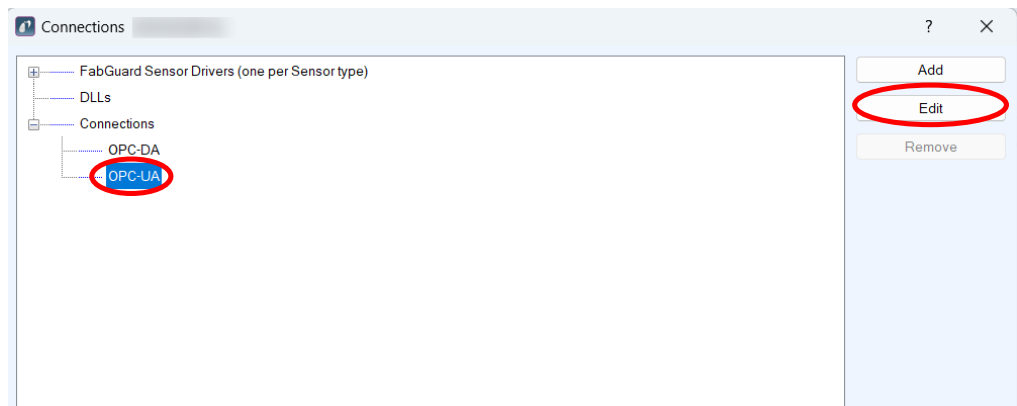 Connections
?
FabGuard Sensor Drivers (one per Sensor type)
Add
DLLs
Edit
Connections
OPC-DA
Remove
OPC-UA